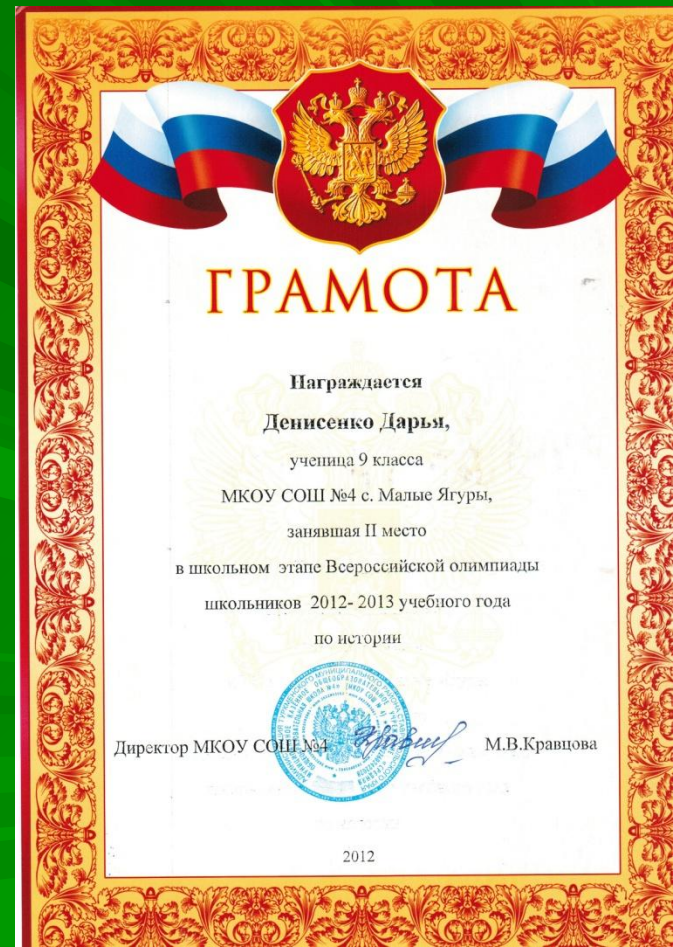 ГРАМОТА
Награждается
Денисенко Дарья,
ученица 9 класса
МКОУ СОШ №4 с. Малые Ягуры,
занявшая II место
в школьном этапе Всероссийской олимпиады
школьников 2012- 2013 учебного года
по истории
Директор МКОУ СОШ №4 М.В.Кравцова
2012